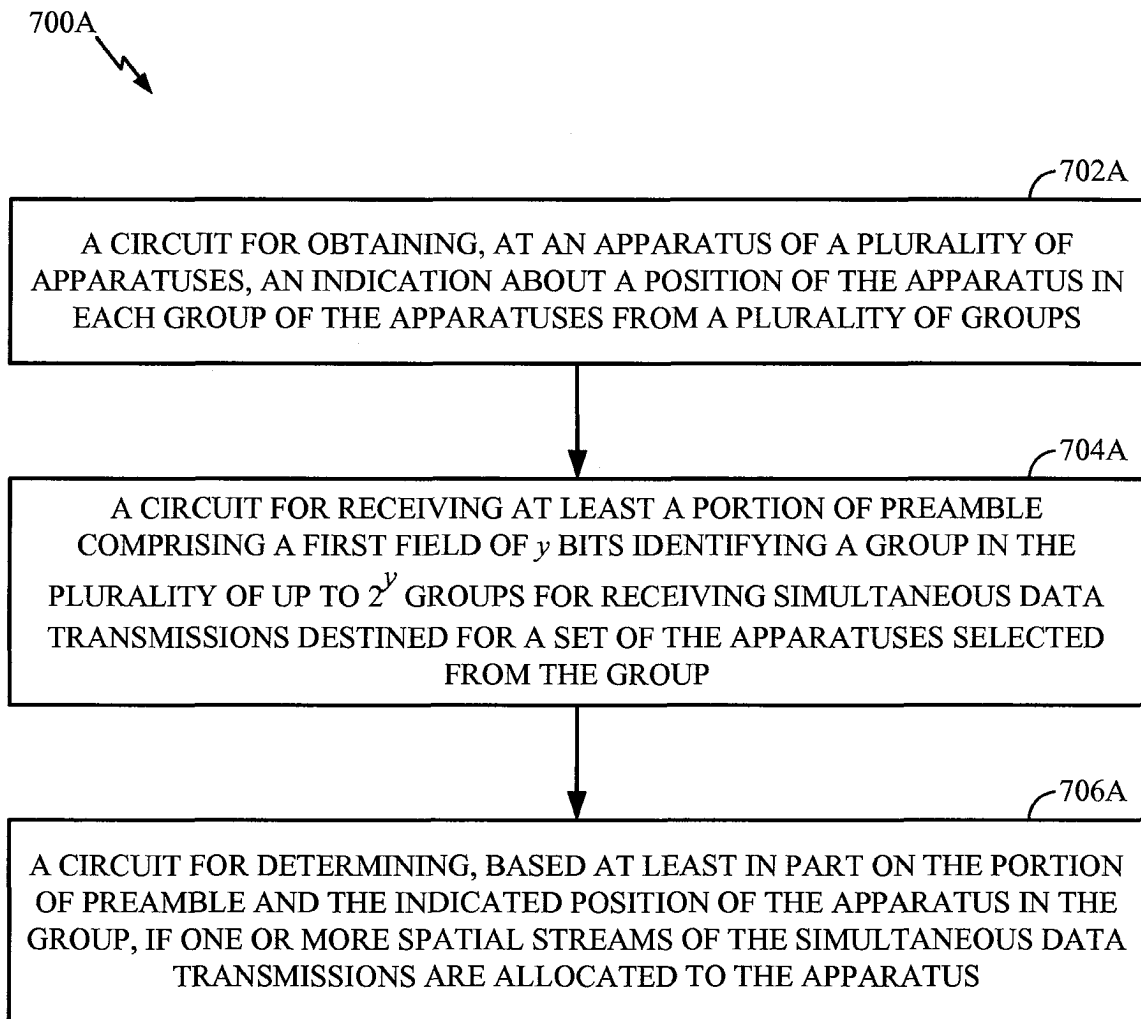 700A
702A
A CIRCUIT FOR OBTAINING, AT AN APPARATUS OF A PLURALITY OF
APPARATUSES, AN INDICATION ABOUT A POSITION OF THE APPARATUS IN
EACH GROUP OF THE APPARATUSES FROM A PLURALITY OF GROUPS
704A
A CIRCUIT FOR RECEIVING AT LEAST A PORTION OF PREAMBLE
COMPRISING A FIRST FIELD OF y BITS IDENTIFYING A GROUP IN THE
PLURALITY OF UP TO 2^y GROUPS FOR RECEIVING SIMULTANEOUS DATA
TRANSMISSIONS DESTINED FOR A SET OF THE APPARATUSES SELECTED
FROM THE GROUP
706A
A CIRCUIT FOR DETERMINING, BASED AT LEAST IN PART ON THE PORTION
OF PREAMBLE AND THE INDICATED POSITION OF THE APPARATUS IN THE
GROUP, IF ONE OR MORE SPATIAL STREAMS OF THE SIMULTANEOUS DATA
TRANSMISSIONS ARE ALLOCATED TO THE APPARATUS